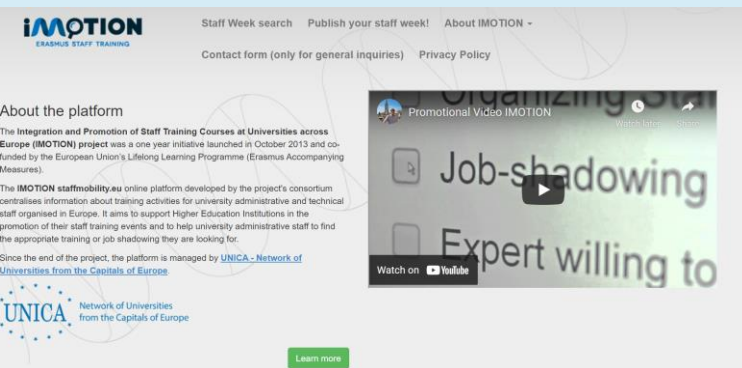 iMOTION
ERASMUS STAFF TRAINING
Staff Week search Publish your staff week! About IMOTION
Contact form (only for general inquiries) Privacy Policy
About the platform
The Integration and Promotion of Staff Training Courses at Universities across
Europe (IMOTION) project was a one year initiative launched in October 2013 and co-
funded by the European Union's Lifelong Learning Programme (Erasmus Accompanying
Measures).
The IMOTION staffmobility.eu online platform developed by the project's consortium
centralises information about training activities for university administrative and technical
staff organised in Europe. It aims to support Higher Education Institutions in the
promotion of their staff training events and to help university administrative staff to find
the appropriate training or job shadowing they are looking for.
Since the end of the project, the platform is managed by UNICA - Network of
Universities from the Capitals of Europe.
UNICA
Network of Universities
from the Capitals of Europe
Learn more
Organizing Staf
Promotional Video IMOTION
Watch later Share
Job-shadowing
Expert willing to
Watch on YouTube